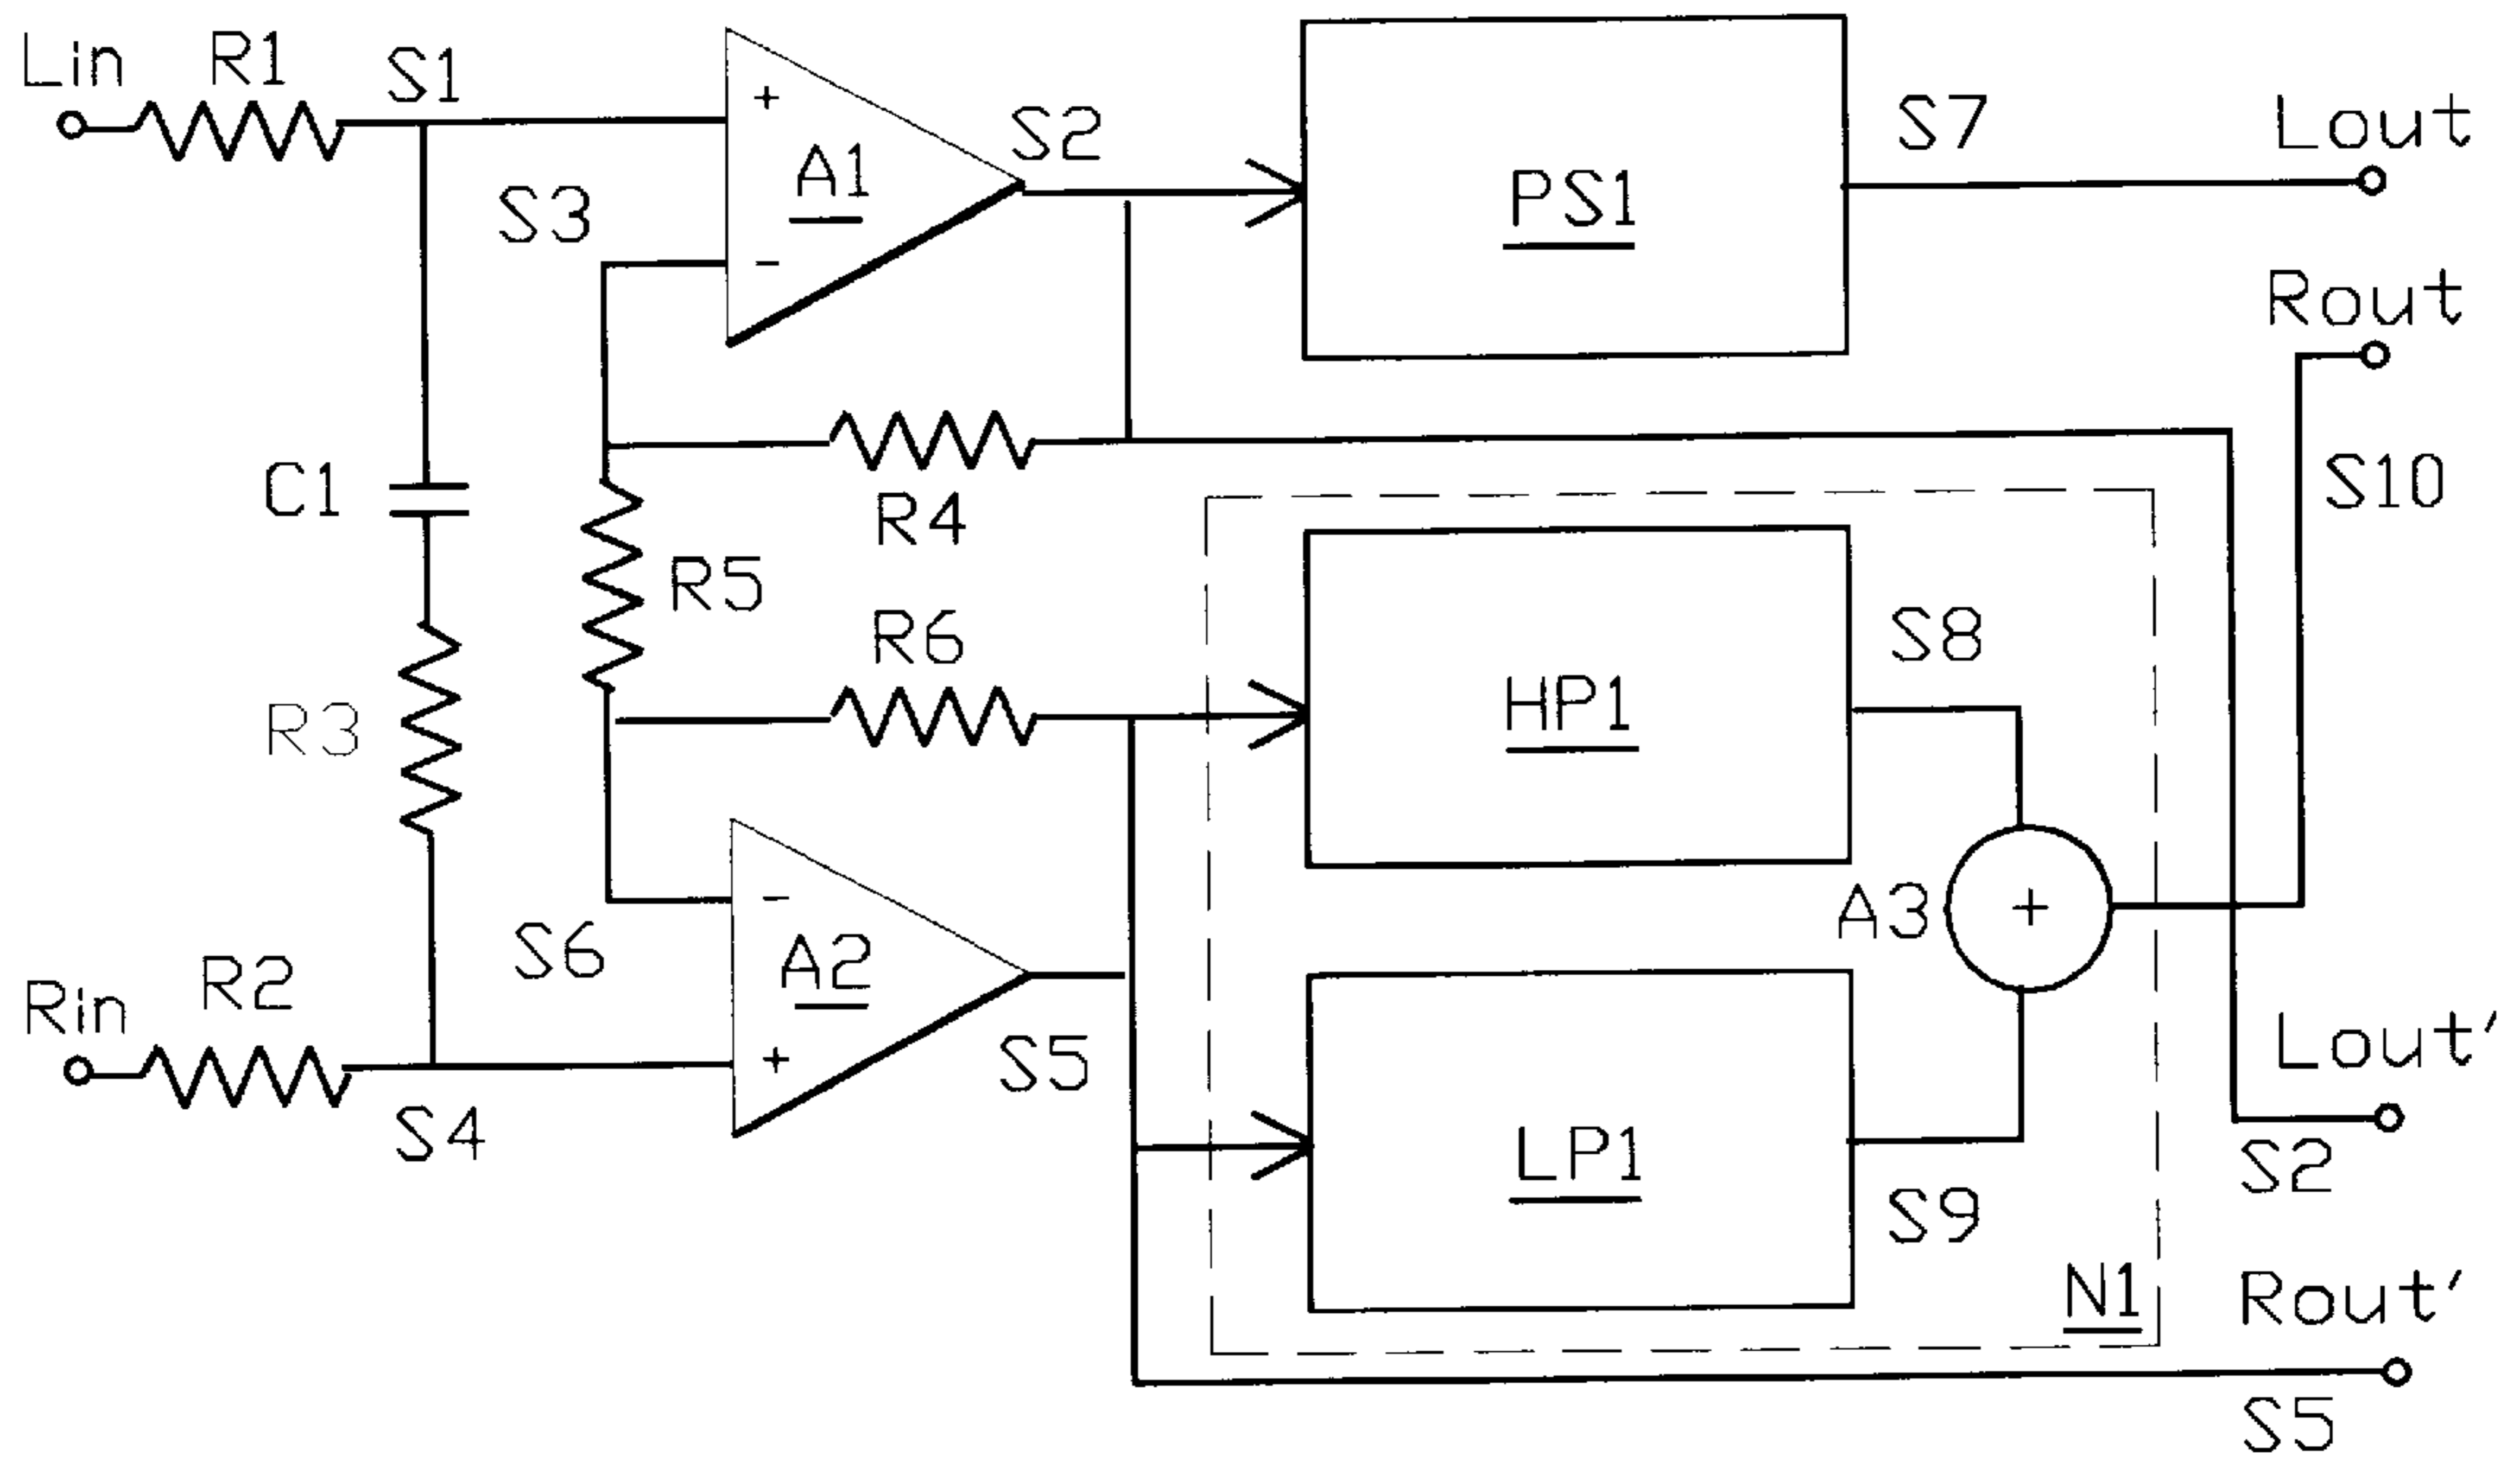 Lin R1 S1
S2
S7
Lout
+
A1
S3
PS1
-
Rout
C1
S10
R4
R5
R6
S8
HP1
R3
A3
+
S6
-
A2
Rin R2
+
S5
Lout'
S4
LP1
S2
S9
N1
Rout'
S5